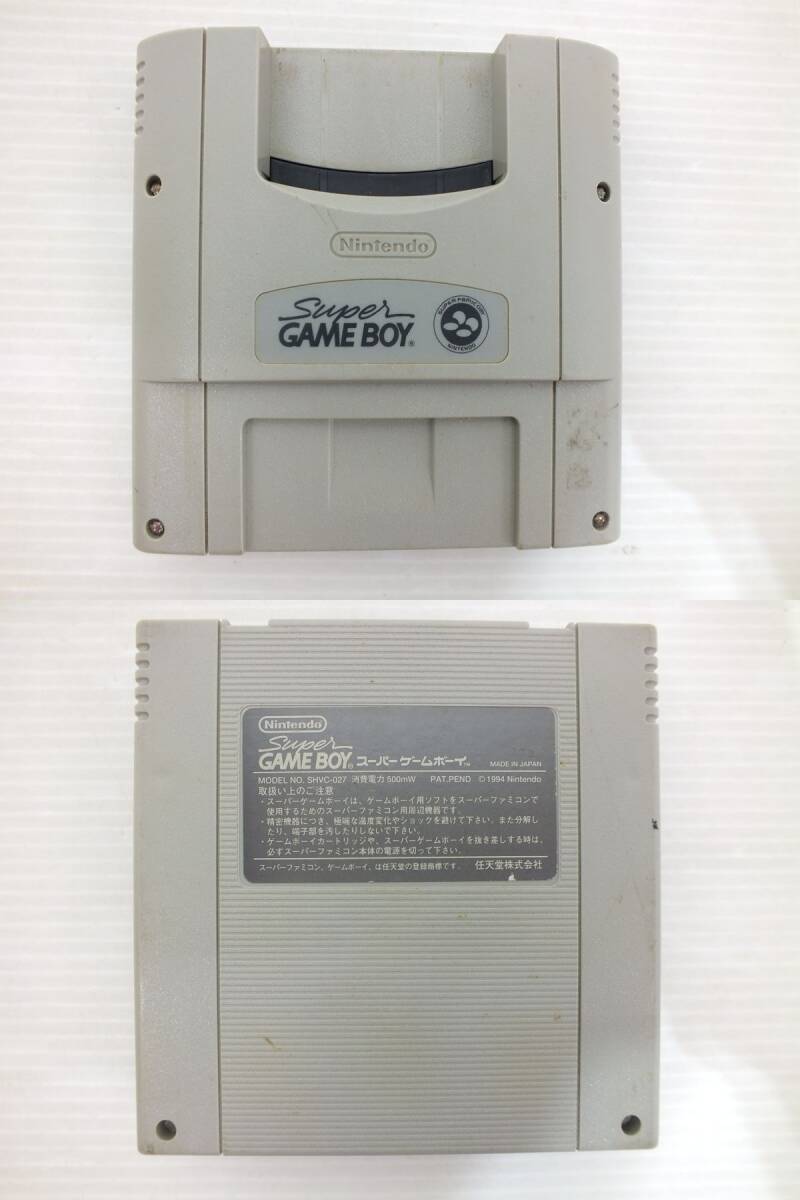 Nintendo
Super
GAME BOY®
SUPER FAMICOM
NINTENDO
Nintendo
Super
GAME BOY® スーパーゲームボーイ™ MADE IN JAPAN
MODEL NO. SHVC-027 消費電力 500mW PAT.PEND ©1994 Nintendo
取扱い上のご注意
・スーパーゲームボーイは、ゲームボーイ用ソフトをスーパーファミコンで
使用するためのスーパーファミコン用周辺機器です。
・精密機器につき、極端な温度変化やショックを避けて下さい。また分解し
たり、端子部を汚したりしないで下さい。
・ゲームボーイカートリッジや、スーパーゲームボーイを抜き差しする時は、
必ずスーパーファミコン本体の電源を切って下さい。
スーパーファミコン、ゲームボーイ、は任天堂の登録商標です。 任天堂株式会社